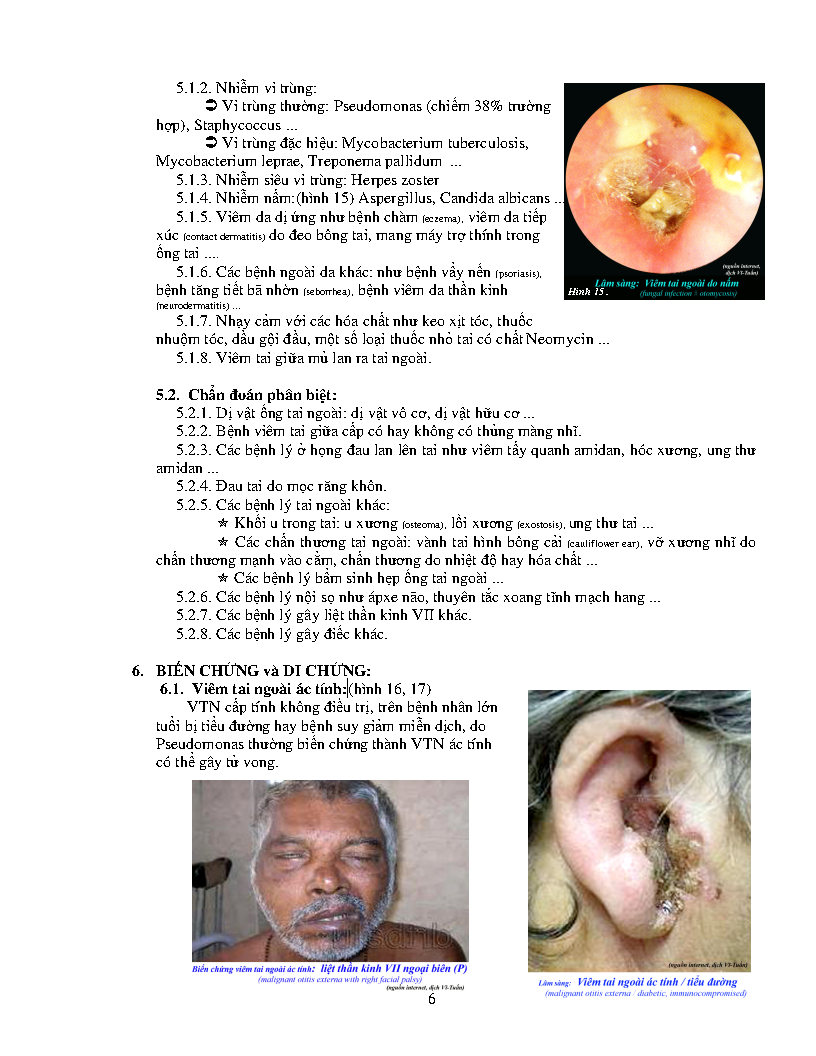 5.1.2. Nhiễm vi trùng:
➲ Vi trùng thường: Pseudomonas (chiếm 38% trường
hợp), Staphycoccus ...
➲ Vi trùng đặc hiệu: Mycobacterium tuberculosis,
Mycobacterium leprae, Treponema pallidum ...
5.1.3. Nhiễm siêu vi trùng: Herpes zoster
5.1.4. Nhiễm nấm:(hình 15) Aspergillus, Candida albicans ...
5.1.5. Viêm da dị ứng như bệnh chàm (eczema), viêm da tiếp
xúc (contact dermatitis) do đeo bông tai, mang máy trợ thính trong
ống tai ....
5.1.6. Các bệnh ngoài da khác: như bệnh vẩy nến (psoriasis),
bệnh tăng tiết bã nhờn (seborrhea), bệnh viêm da thần kinh
(neurodermatitis) ...
(nguồn internet,
dịch VI-Tuấn)
Lâm sàng: Viêm tai ngoài do nấm
Hình 15 .
(fungal infection = otomycosis)
5.1.7. Nhạy cảm với các hóa chất như keo xịt tóc, thuốc
nhuộm tóc, dầu gội đầu, một số loại thuốc nhỏ tai có chất Neomycin ...
5.1.8. Viêm tai giữa mủ lan ra tai ngoài.
5.2. Chẩn đoán phân biệt:
5.2.1. Dị vật ống tai ngoài: dị vật vô cơ, dị vật hữu cơ ...
5.2.2. Bệnh viêm tai giữa cấp có hay không có thủng màng nhĩ.
5.2.3. Các bệnh lý ở họng đau lan lên tai như viêm tấy quanh amidan, hóc xương, ung thư
amidan ...
5.2.4. Đau tai do mọc răng khôn.
5.2.5. Các bệnh lý tai ngoài khác:
✯ Khối u trong tai: u xương (osteoma), lồi xương (exostosis), ung thư tai ...
✯ Các chấn thương tai ngoài: vành tai hình bông cải (cauliflower ear), vỡ xương nhĩ do
chấn thương mạnh vào cằm, chấn thương do nhiệt độ hay hóa chất ...
✯ Các bệnh lý bẩm sinh hẹp ống tai ngoài ...
5.2.6. Các bệnh lý nội sọ như ápxe não, thuyên tắc xoang tĩnh mạch hang ...
5.2.7. Các bệnh lý gây liệt thần kinh VII khác.
5.2.8. Các bệnh lý gây điếc khác.
6. BIẾN CHỨNG và DI CHỨNG:
6.1. Viêm tai ngoài ác tính:(hình 16, 17)
VTN cấp tính không điều trị, trên bệnh nhân lớn
tuổi bị tiểu đường hay bệnh suy giảm miễn dịch, do
Pseudomonas thường biến chứng thành VTN ác tính
có thể gây tử vong.
Biến chứng viêm tai ngoài ác tính: liệt thần kinh VII ngoại biên (P)
(malignant otitis externa with right facial palsy)
(nguồn internet, dịch VI-Tuấn)
(nguồn internet, dịch VI-Tuấn)
Lâm sàng: Viêm tai ngoài ác tính / tiểu đường
(malignant otitis externa / diabetic, immunocompromised)
6